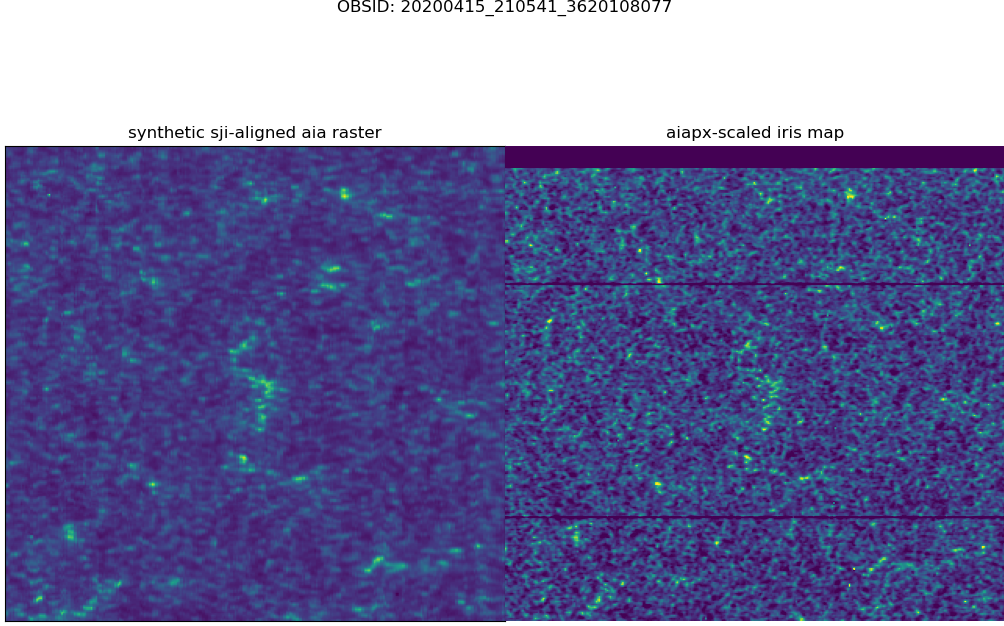 OBSID: 20200415_210541_3620108077
synthetic sji-aligned aia raster
aiapx-scaled iris map